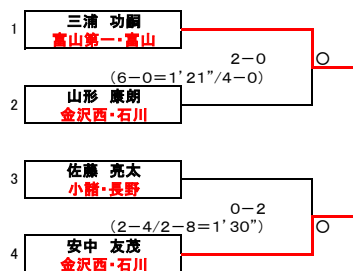 1 三浦 功嗣
富山第一・富山
2－0 ○
(6－0＝1’21”/4－0)
2 山形 康朗
金沢西・石川
3 佐藤 亮太
小諸・長野
0－2
(2－4/2－8＝1’30”) ○
4 安中 友茂
金沢西・石川